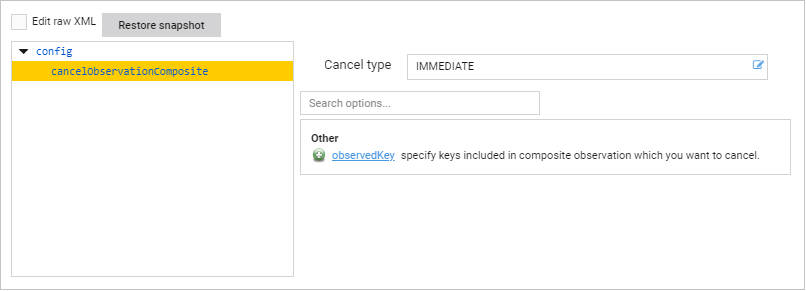 Edit raw XML
Restore snapshot
config
cancelObservationComposite
Cancel type
IMMEDIATE
Search options...
Other
observedKey specify keys included in composite observation which you want to cancel.